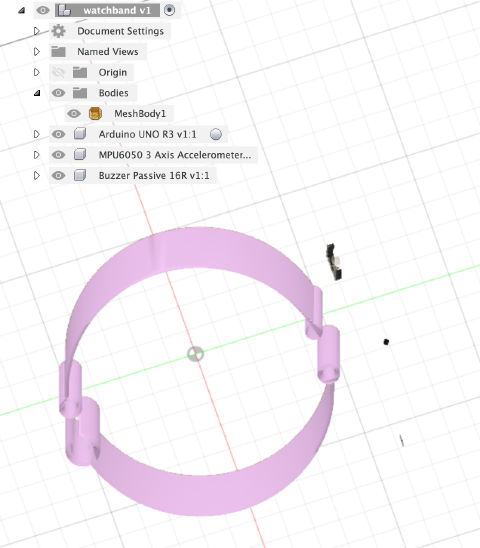 watchband v1
Document Settings
Named Views
Origin
Bodies
MeshBody1
Arduino UNO R3 v1:1
MPU6050 3 Axis Accelerometer...
Buzzer Passive 16R v1:1